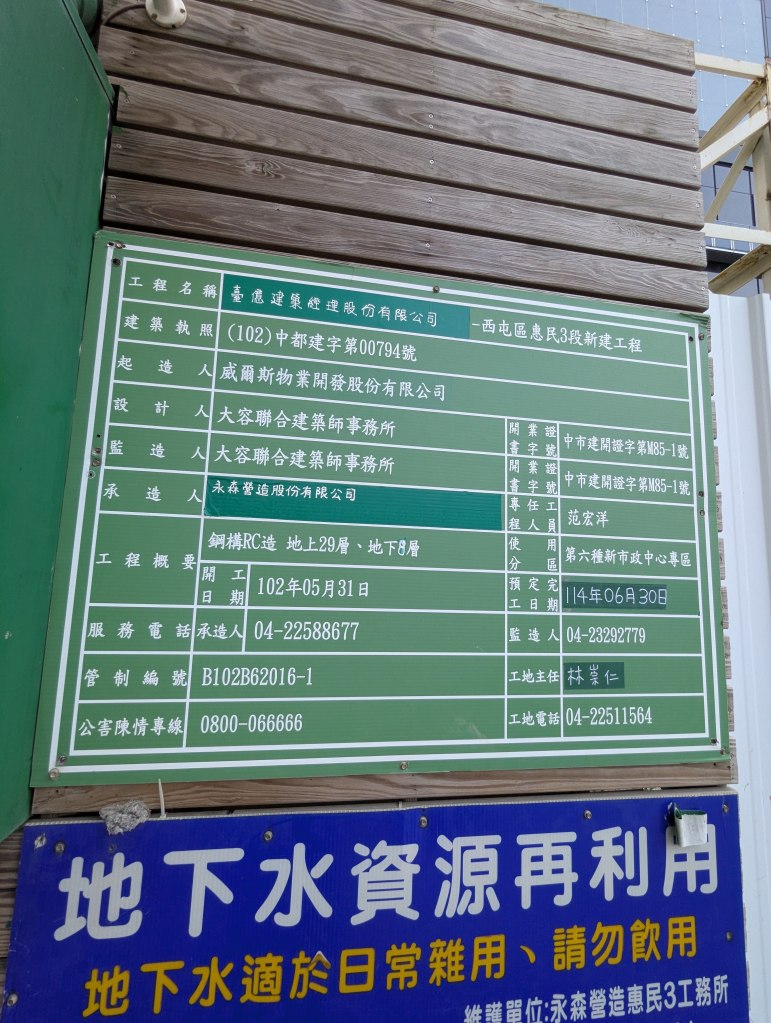 工程名稱 臺億建築經理股份有限公司 -西屯區惠民3段新建工程
建築執照 (102)中都建字第00794號
起造人 威爾斯物業開發股份有限公司
設計人 大容聯合建築師事務所 開業證書字號 中市建開證字第M85-1號
監造人 大容聯合建築師事務所 開業證書字號 中市建開證字第M85-1號
承造人 永森營造股份有限公司 專任工程人員 范宏洋
工程概要 鋼構RC造 地上29層、地下8層 使用分區 第六種新市政中心專區
開工日期 102年05月31日 預定完工日期 114年06月30日
服務電話 承造人 04-22588677 監造人 04-23292779
管制編號 B102B62016-1 工地主任 林崇仁
公害陳情專線 0800-066666 工地電話 04-22511564
地下水資源再利用
地下水適於日常雜用、請勿飲用
維護單位:永森營造惠民3工務所